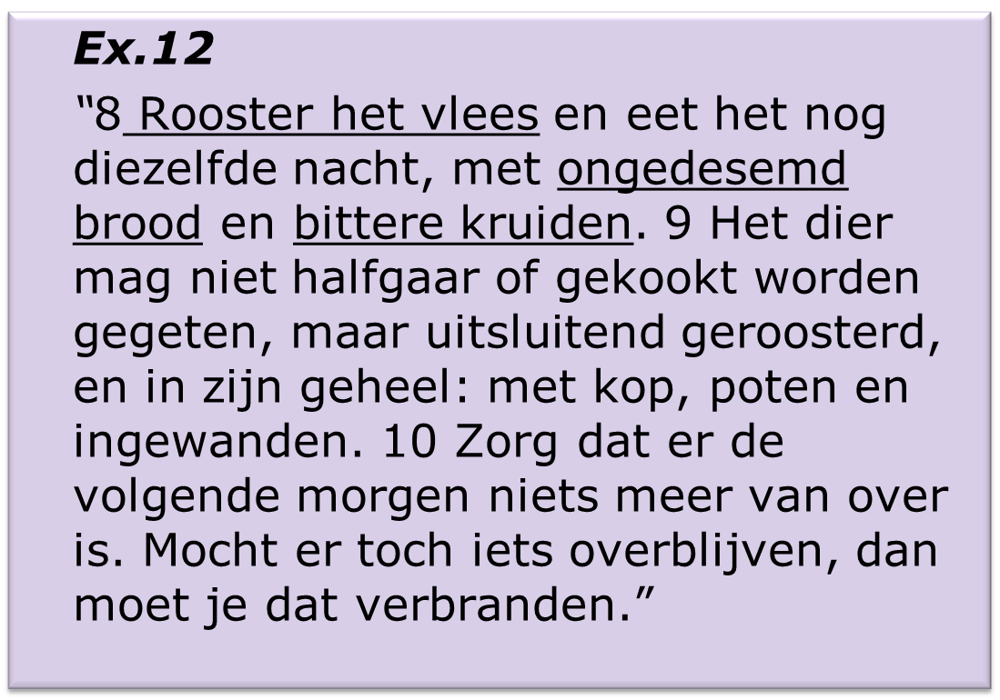 Ex.12
“8 Rooster het vlees en eet het nog
diezelfde nacht, met ongedesemd
brood en bittere kruiden. 9 Het dier
mag niet halfgaar of gekookt worden
gegeten, maar uitsluitend geroosterd,
en in zijn geheel: met kop, poten en
ingewanden. 10 Zorg dat er de
volgende morgen niets meer van over
is. Mocht er toch iets overblijven, dan
moet je dat verbranden.”